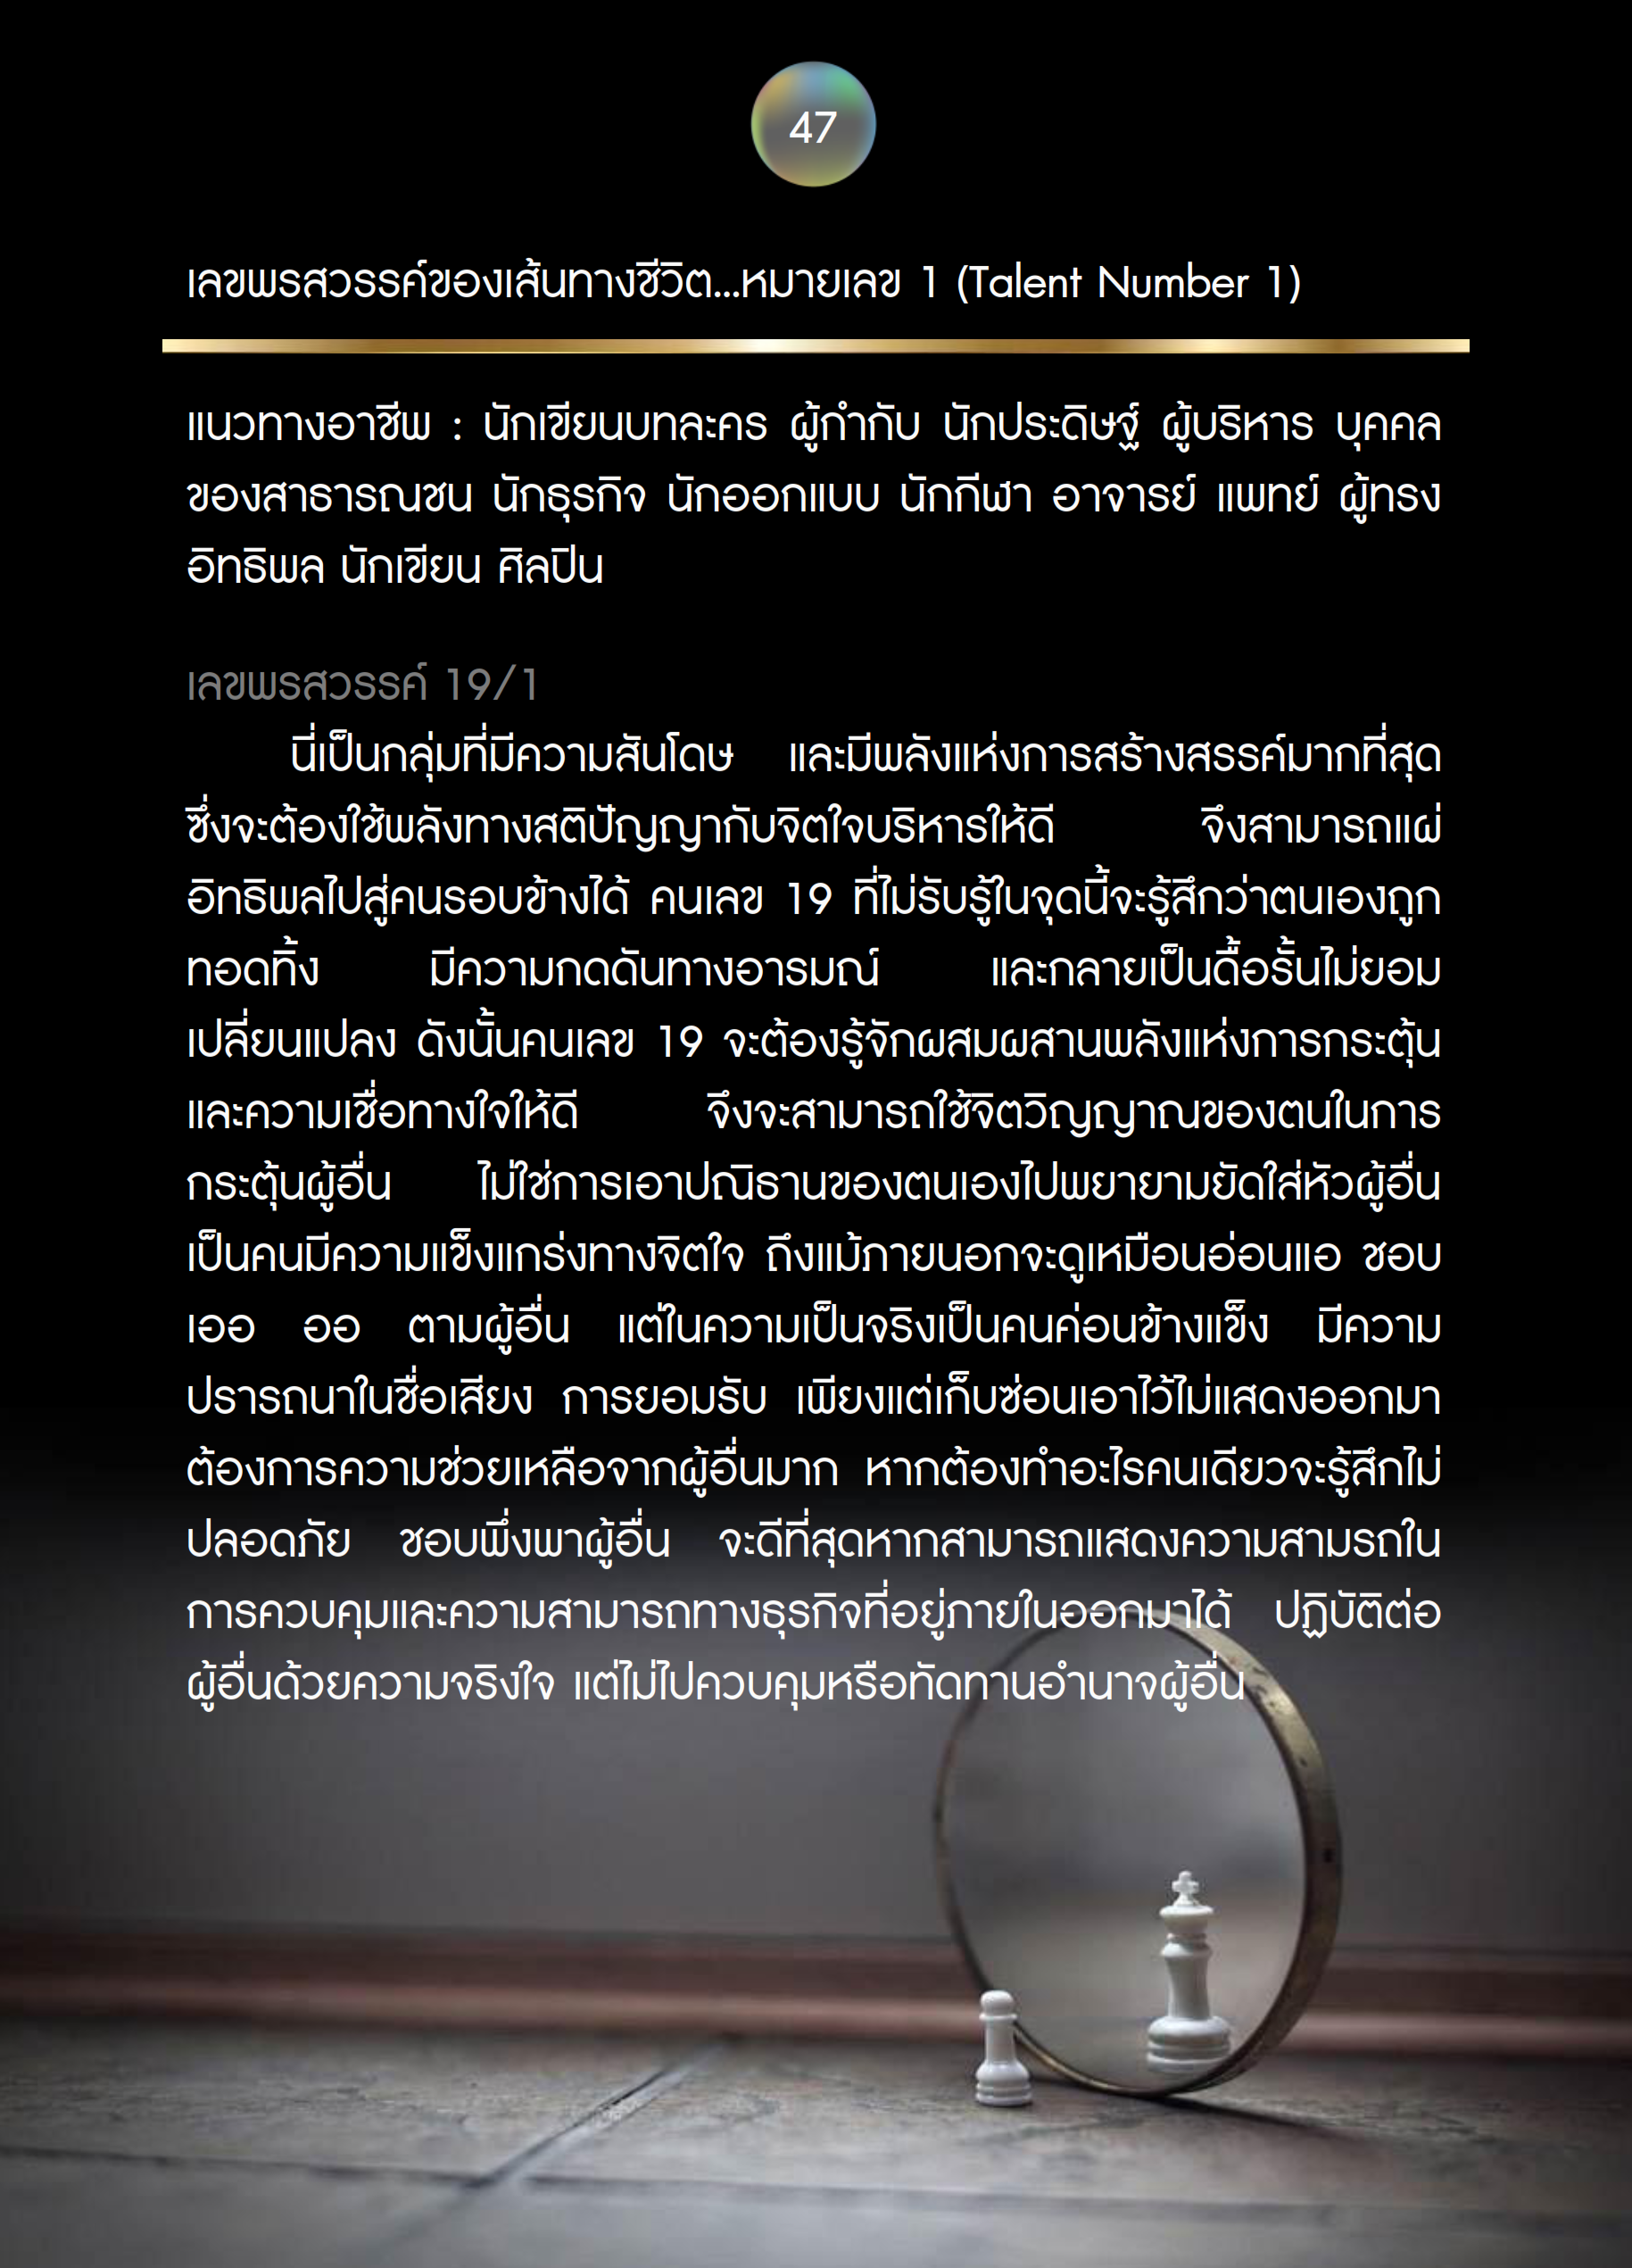 47
เลขพรสวรรค์ของเส้นทางชีวิต...หมายเลข 1 (Talent Number 1)
แนวทางอาชีพ : นักเขียนบทละคร ผู้กำกับ นักประดิษฐ์ ผู้บริหาร บุคคล
ของสาธารณชน นักธุรกิจ นักออกแบบ นักกีฬา อาจารย์ แพทย์ ผู้ทรง
อิทธิพล นักเขียน ศิลปิน
เลขพรสวรรค์ 19/1
นี่เป็นกลุ่มที่มีความสันโดษ และมีพลังแห่งการสร้างสรรค์มากที่สุด
ซึ่งจะต้องใช้พลังทางสติปัญญากับจิตใจบริหารให้ดี จึงสามารถแผ่
อิทธิพลไปสู่คนรอบข้างได้ คนเลข 19 ที่ไม่รับรู้ในจุดนี้จะรู้สึกว่าตนเองถูก
ทอดทิ้ง มีความกดดันทางอารมณ์ และกลายเป็นดื้อรั้นไม่ยอม
เปลี่ยนแปลง ดังนั้นคนเลข 19 จะต้องรู้จักผสมผสานพลังแห่งการกระตุ้น
และความเชื่อทางใจให้ดี จึงจะสามารถใช้จิตวิญญาณของตนในการ
กระตุ้นผู้อื่น ไม่ใช่การเอาปณิธานของตนเองไปพยายามยัดใส่หัวผู้อื่น
เป็นคนมีความแข็งแกร่งทางจิตใจ ถึงแม้ภายนอกจะดูเหมือนอ่อนแอ ชอบ
เออ ออ ตามผู้อื่น แต่ในความเป็นจริงเป็นคนค่อนข้างแข็ง มีความ
ปรารถนาในชื่อเสียง การยอมรับ เพียงแต่เก็บซ่อนเอาไว้ไม่แสดงออกมา
ต้องการความช่วยเหลือจากผู้อื่นมาก หากต้องทำอะไรคนเดียวจะรู้สึกไม่
ปลอดภัย ชอบพึ่งพาผู้อื่น จะดีที่สุดหากสามารถแสดงความสามรถใน
การควบคุมและความสามารถทางธุรกิจที่อยู่ภายในออกมาได้ ปฏิบัติต่อ
ผู้อื่นด้วยความจริงใจ แต่ไม่ไปควบคุมหรือทัดทานอำนาจผู้อื่น